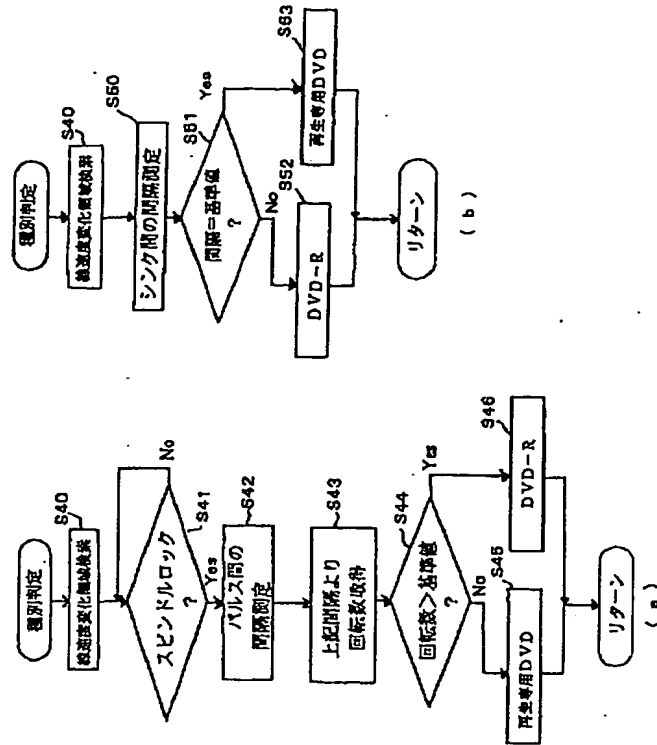 種別判定
S40
線速度変化領域検索
スピンドルロック
?
No
S41
Yes
S42
パルス間の
間隔測定
S43
上記間隔より
回転数取得
S44
回転数>基準値
?
No
Yes
S45
再生専用DVD
S46
DVD-R
リターン
(a)
種別判定
S40
線速度変化領域検索
S50
シンク間の間隔測定
S51
間隔=基準値
?
Yes
No
S52
DVD-R
S53
再生専用DVD
リターン
(b)